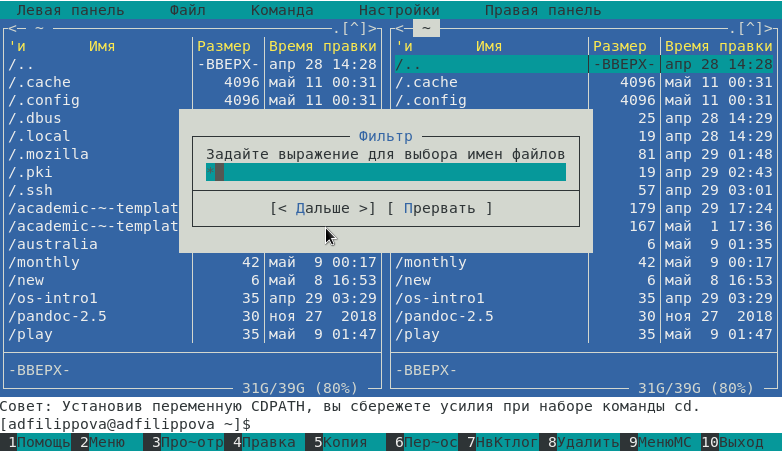 Левая панель Файл Команда Настройки Правая панель
<— ~ .[^]> <— ~ .[^]>
'и Имя Размер Время правки 'и Имя Размер Время правки
/.. -ВВЕРХ- апр 28 14:28 /.. -ВВЕРХ- апр 28 14:28
/.cache 4096 май 11 00:31 /.cache 4096 май 11 00:31
/.config 4096 май 11 00:31 /.config 4096 май 11 00:31
/.dbus 25 апр 28 14:29
/.local Фильтр 19 апр 28 14:29
/.mozilla Задайте выражение для выбора имен файлов 81 апр 29 01:48
/.pki 19 апр 29 02:43
/.ssh 57 апр 29 03:01
/academic-~-templat [< Дальше >] [ Прервать ] 179 апр 29 17:24
/academic-~-templat 167 май 1 17:36
/australia 6 май 9 01:35
/monthly 42 май 9 00:17 /monthly 42 май 9 00:17
/new 6 май 8 16:53 /new 6 май 8 16:53
/os-intro1 35 апр 29 03:29 /os-intro1 35 апр 29 03:29
/pandoc-2.5 30 ноя 27 2018 /pandoc-2.5 30 ноя 27 2018
/play 35 май 9 01:47 /play 35 май 9 01:47
-ВВЕРХ- -ВВЕРХ-
31G/39G (80%) 31G/39G (80%)
Совет: Установив переменную CDPATH, вы сбережете усилия при наборе команды cd.
[adfilippova@adfilippova ~]$
1Помощь 2Меню 3Про~отр 4Правка 5Копия 6Пер~ос 7НвКтлог 8Удалить 9МенюМС 10Выход